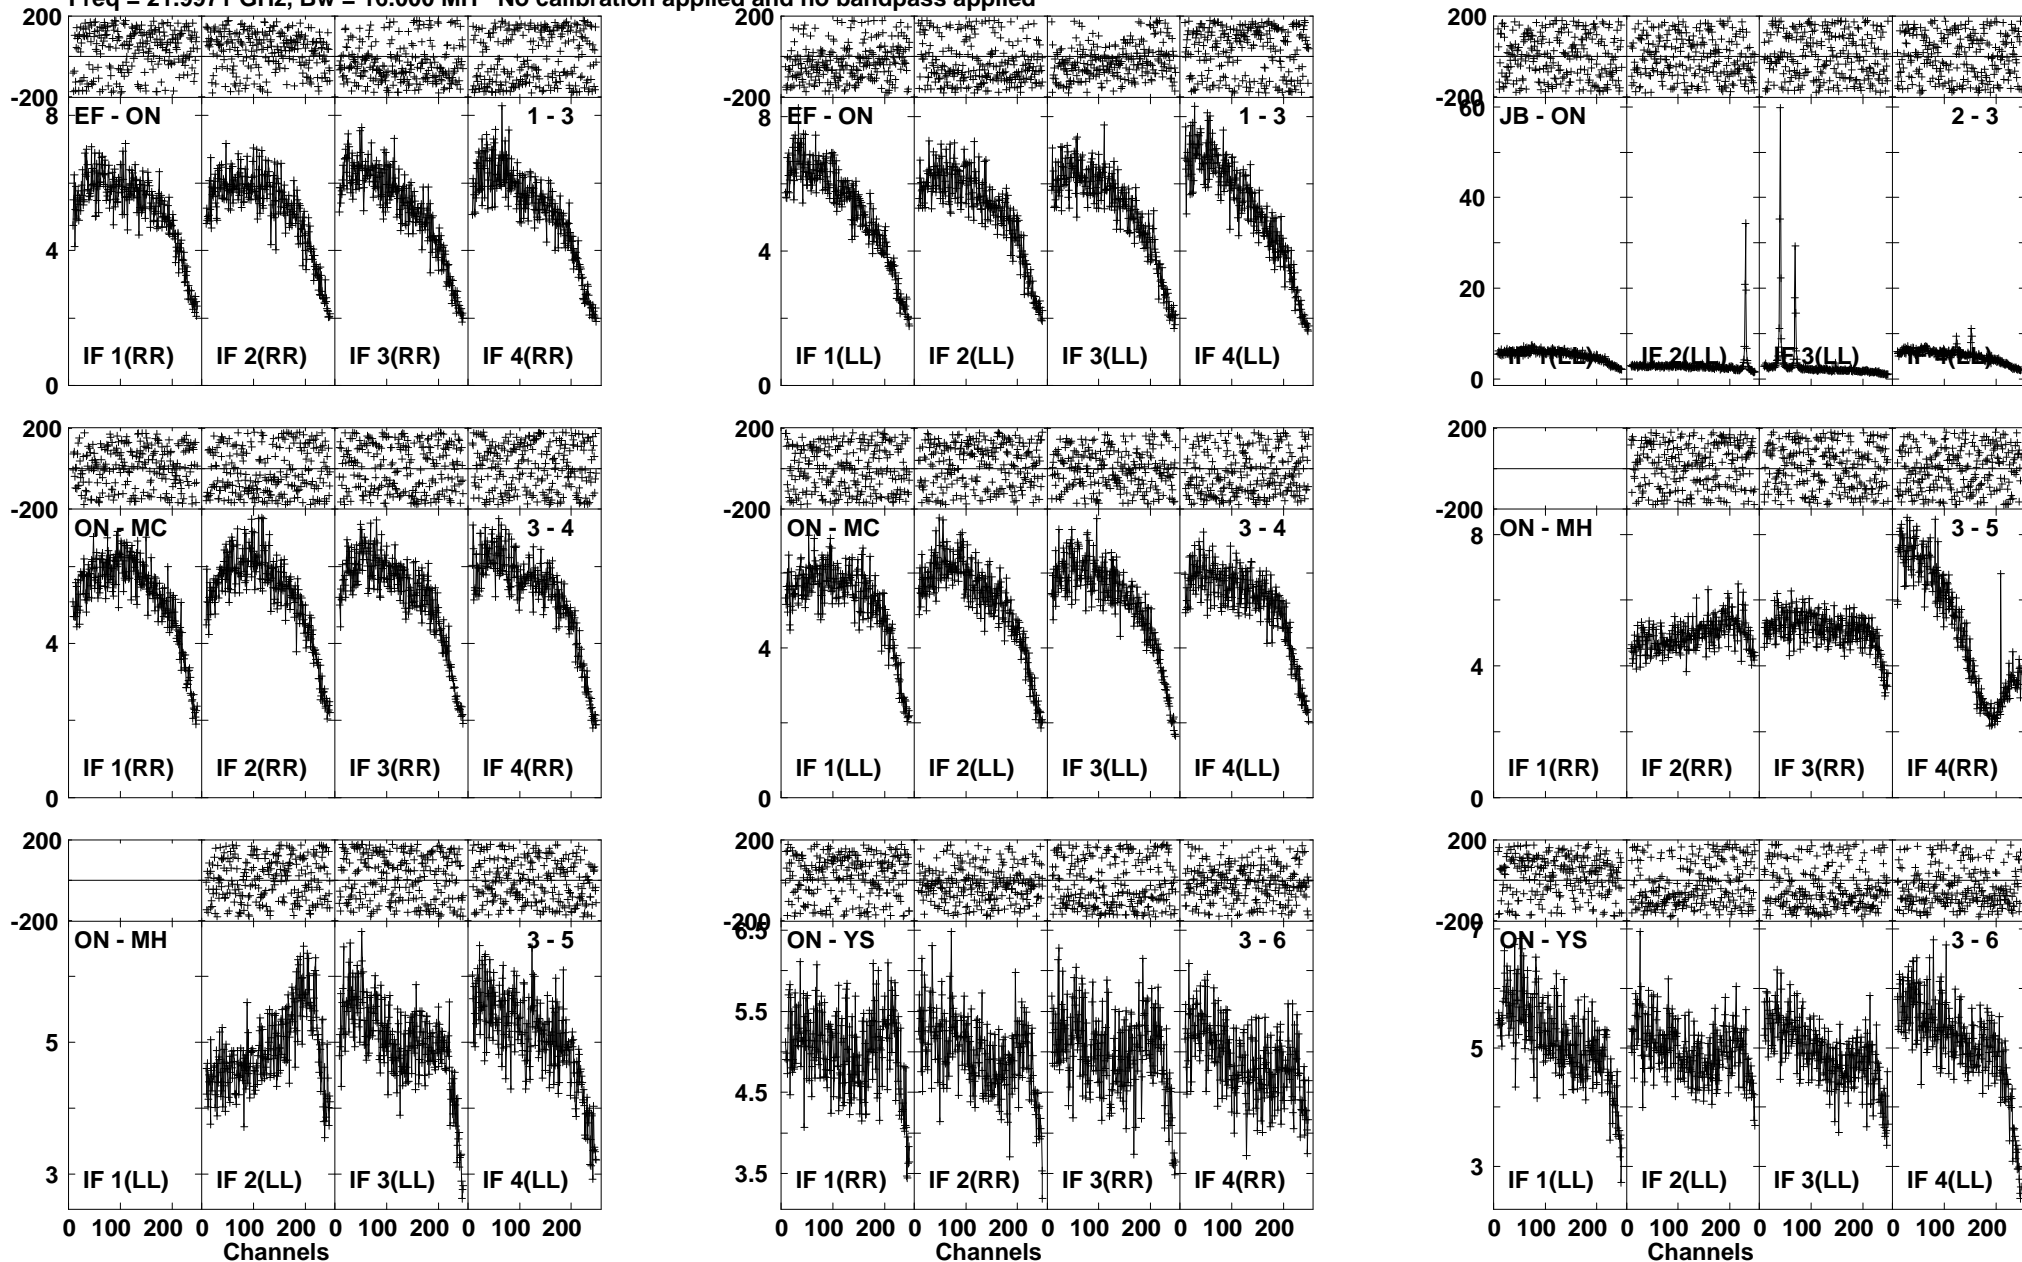 Freq = 21.9971 GHz, Bw = 16.000 MH No calibration applied and no bandpass applied
200
-200
8
4
0
EF - ON
1 - 3
IF 1(RR)
IF 2(RR)
IF 3(RR)
IF 4(RR)
200
-200
8
4
0
EF - ON
1 - 3
IF 1(LL)
IF 2(LL)
IF 3(LL)
IF 4(LL)
200
-200
60
40
20
0
JB - ON
2 - 3
IF 1(LL)
IF 2(LL)
IF 3(LL)
IF 4(LL)
200
-200
4
0
ON - MC
3 - 4
IF 1(RR)
IF 2(RR)
IF 3(RR)
IF 4(RR)
200
-200
4
0
ON - MC
3 - 4
IF 1(LL)
IF 2(LL)
IF 3(LL)
IF 4(LL)
200
-200
8
4
0
ON - MH
3 - 5
IF 1(RR)
IF 2(RR)
IF 3(RR)
IF 4(RR)
200
-200
5
3
ON - MH
3 - 5
IF 1(LL)
IF 2(LL)
IF 3(LL)
IF 4(LL)
0 100 200 0 100 200 0 100 200 0 100 200
Channels
200
-200
6.5
5.5
4.5
3.5
ON - YS
3 - 6
IF 1(RR)
IF 2(RR)
IF 3(RR)
IF 4(RR)
0 100 200 0 100 200 0 100 200 0 100 200
Channels
200
-200
7
5
3
ON - YS
3 - 6
IF 1(LL)
IF 2(LL)
IF 3(LL)
IF 4(LL)
0 100 200 0 100 200 0 100 200 0 100 200
Channels